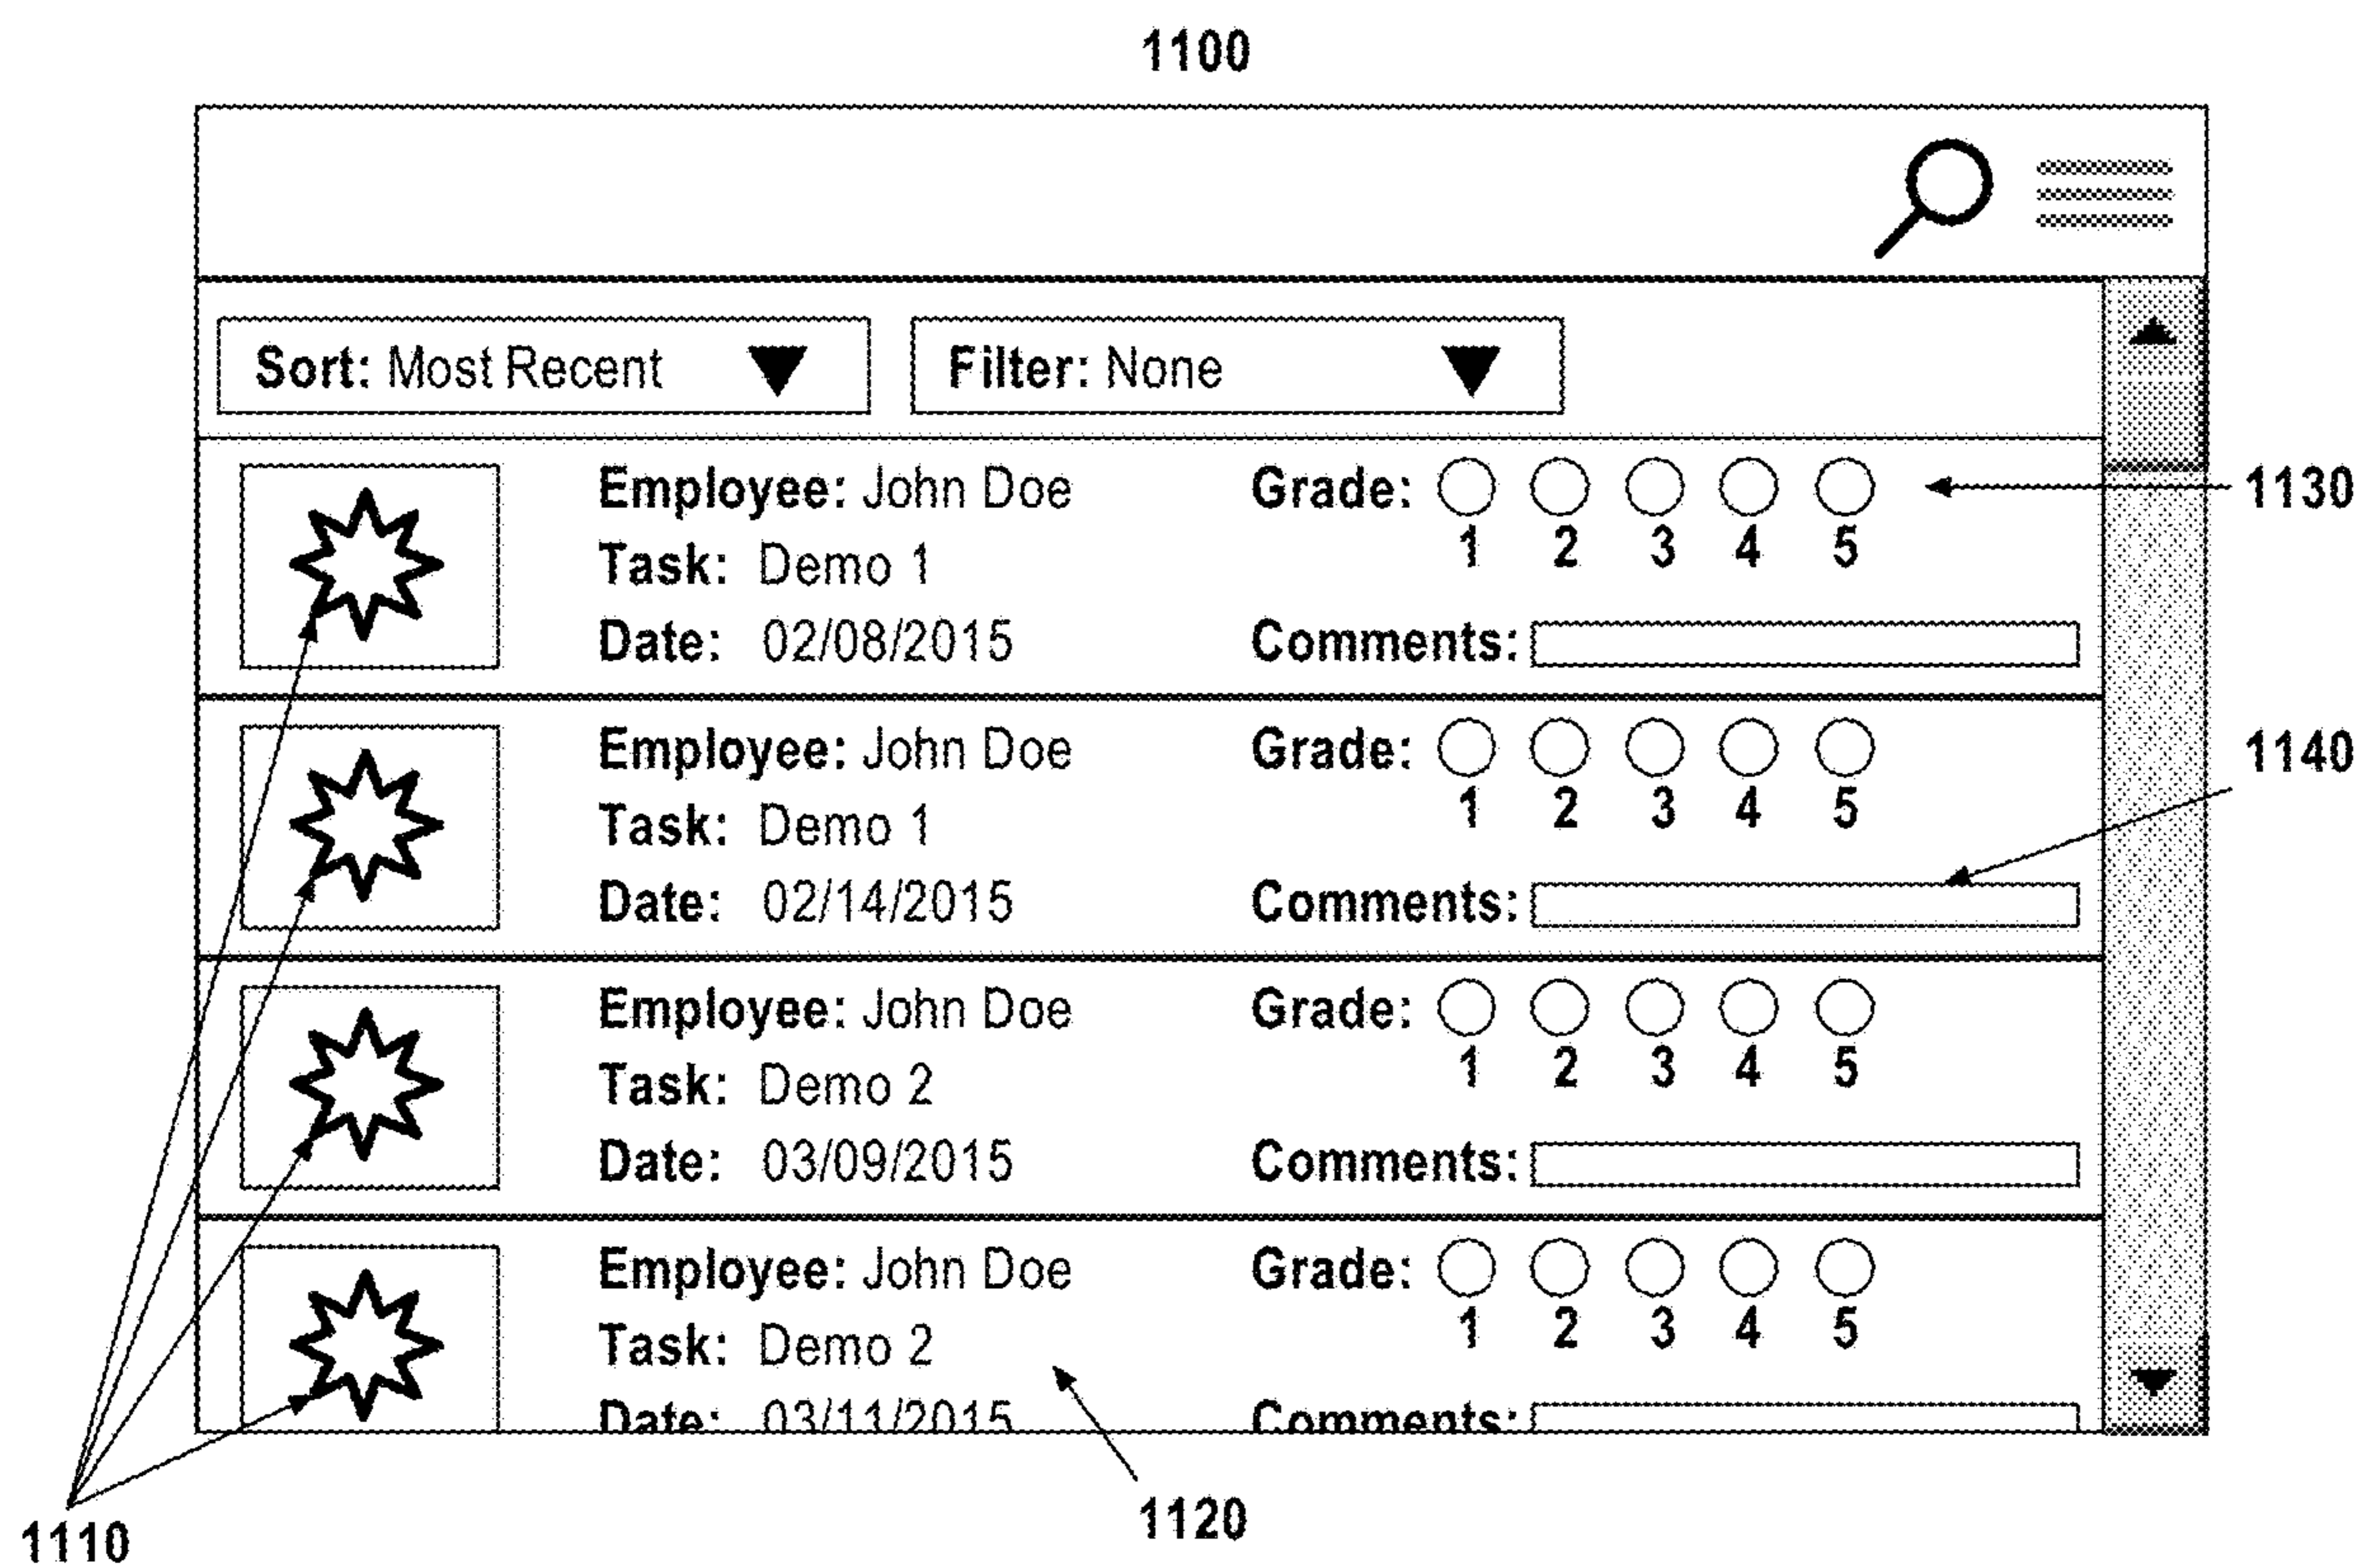 1100
Sort: Most Recent Filter: None
Employee: John Doe Grade:
1 2 3 4 5
Task: Demo 1
Date: 02/08/2015 Comments:
1130
Employee: John Doe Grade:
1 2 3 4 5
Task: Demo 1
Date: 02/14/2015 Comments:
1140
Employee: John Doe Grade:
1 2 3 4 5
Task: Demo 2
Date: 03/09/2015 Comments:
Employee: John Doe Grade:
1 2 3 4 5
Task: Demo 2
Date: 03/11/2015 Comments:
1120
1110